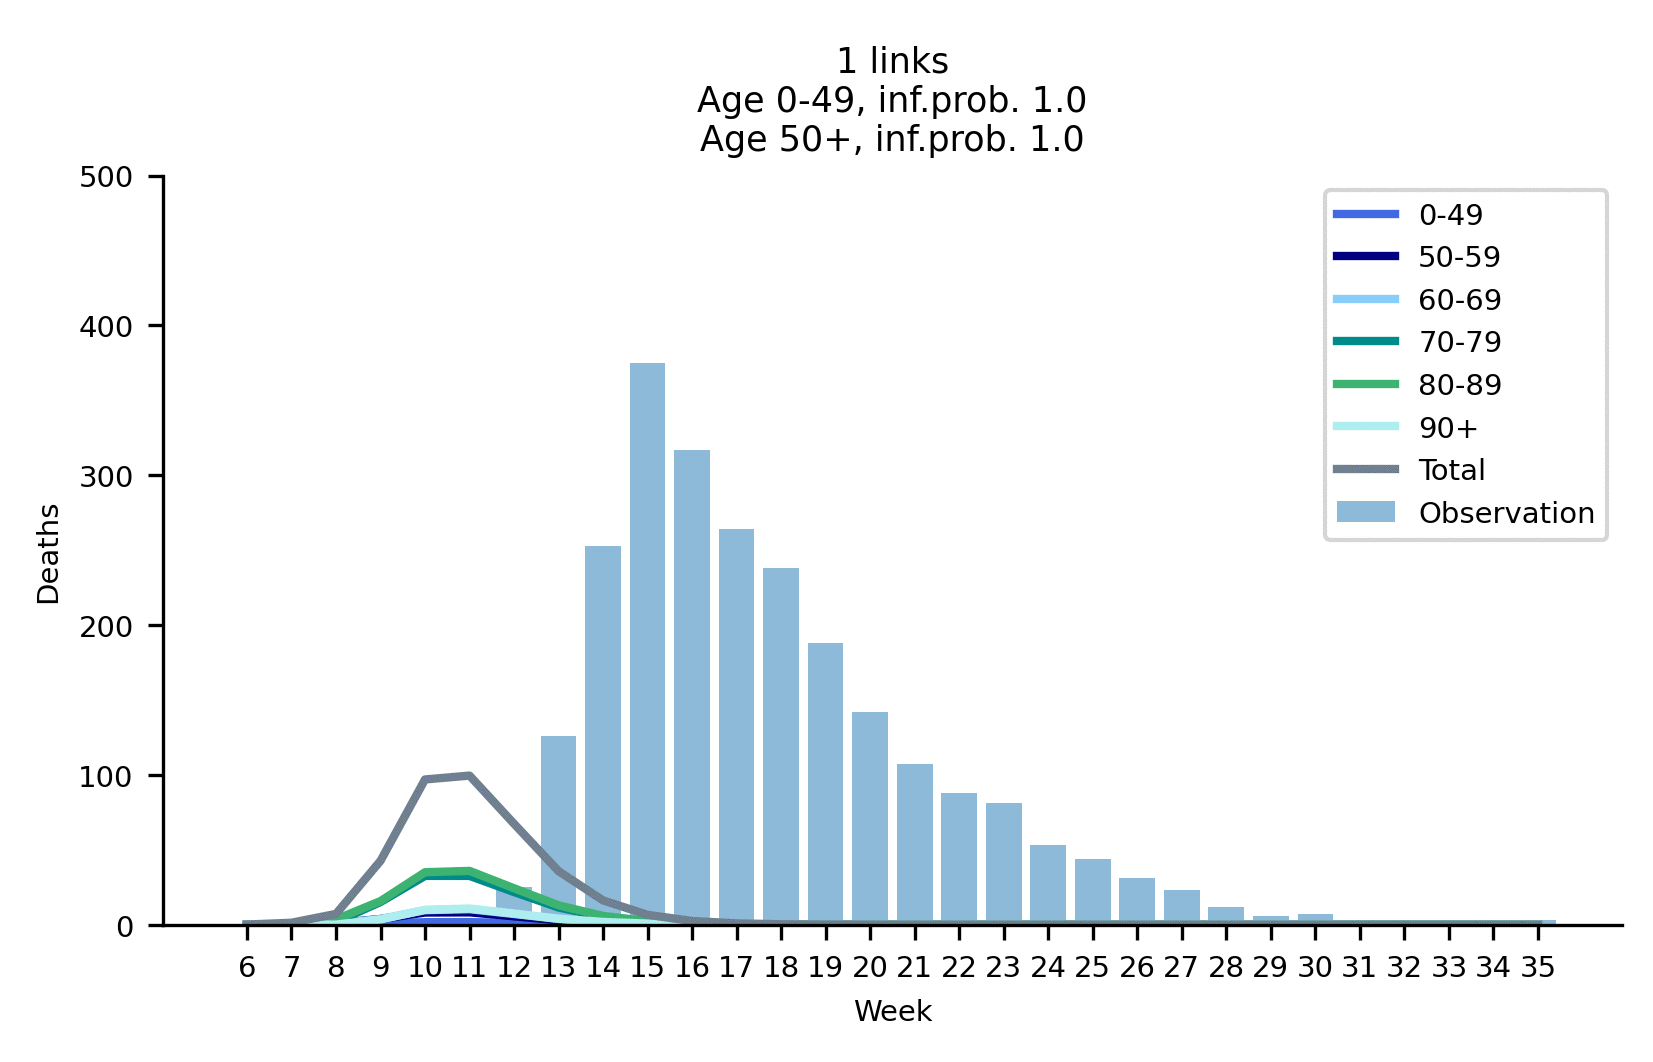 1 links
Age 0-49, inf.prob. 1.0
Age 50+, inf.prob. 1.0
500
400
300
200
100
0
Deaths
0-49
50-59
60-69
70-79
80-89
90+
Total
Observation
6 7 8 9 10 11 12 13 14 15 16 17 18 19 20 21 22 23 24 25 26 27 28 29 30 31 32 33 34 35
Week